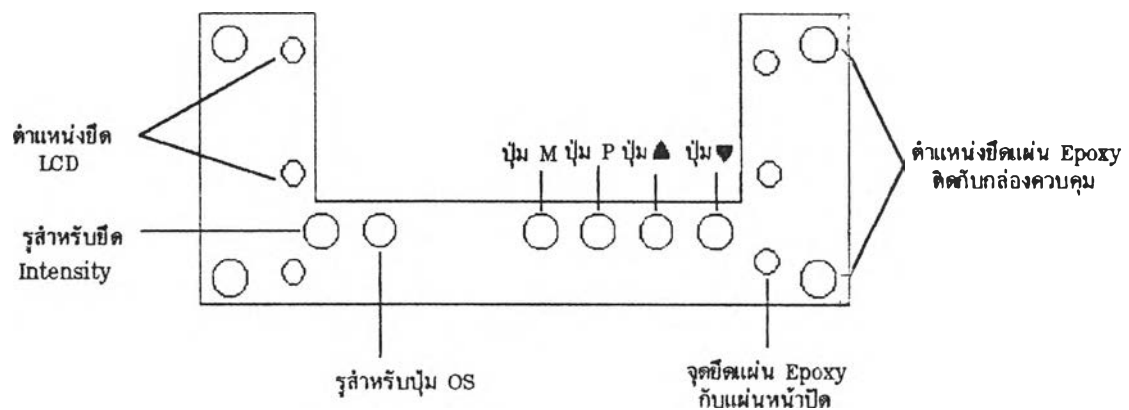 ปุ่ม M ปุ่ม P ปุ่ม▲ ปุ่ม▼
ตำแหน่งยึด
LCD
ตำแหน่งยึดแผ่น Epoxy
ติดกับกล่องควบคุม
รูสำหรับยึด
Intensity
รูสำหรับปุ่ม OS
จุดยึดแผ่น Epoxy
กับแผ่นหน้าปัด